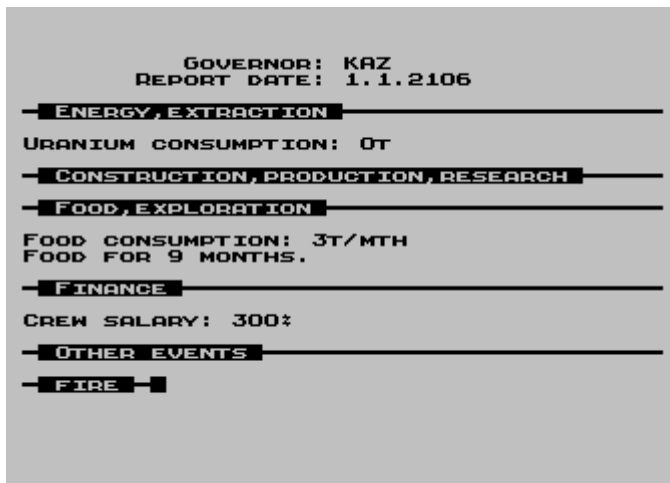 GOVERNOR: KAZ
REPORT DATE: 1.1.2106
ENERGY,EXTRACTION
URANIUM CONSUMPTION: 0T
CONSTRUCTION,PRODUCTION,RESEARCH
FOOD,EXPLORATION
FOOD CONSUMPTION: 3T/MTH
FOOD FOR 9 MONTHS.
FINANCE
CREW SALARY: 300¤
OTHER EVENTS
FIRE